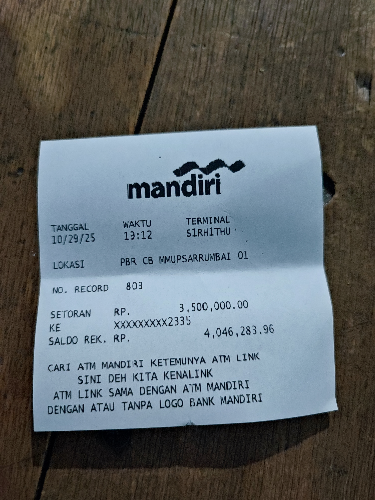 mandiri
TANGGAL WAKTU TERMINAL
10/29/25 13:12 S1RHITHU
LOKASI PBR CB MMUPSARRUMBAI 01
NO. RECORD 803
SETORAN RP. 3,500,000.00
KE XXXXXXXXX2335
SALDO REK. RP. 4,046,283.96
CARI ATM MANDIRI KETEMUNYA ATM LINK
SINI DEH KITA KENALINK
ATM LINK SAMA DENGAN ATM MANDIRI
DENGAN ATAU TANPA LOGO BANK MANDIRI